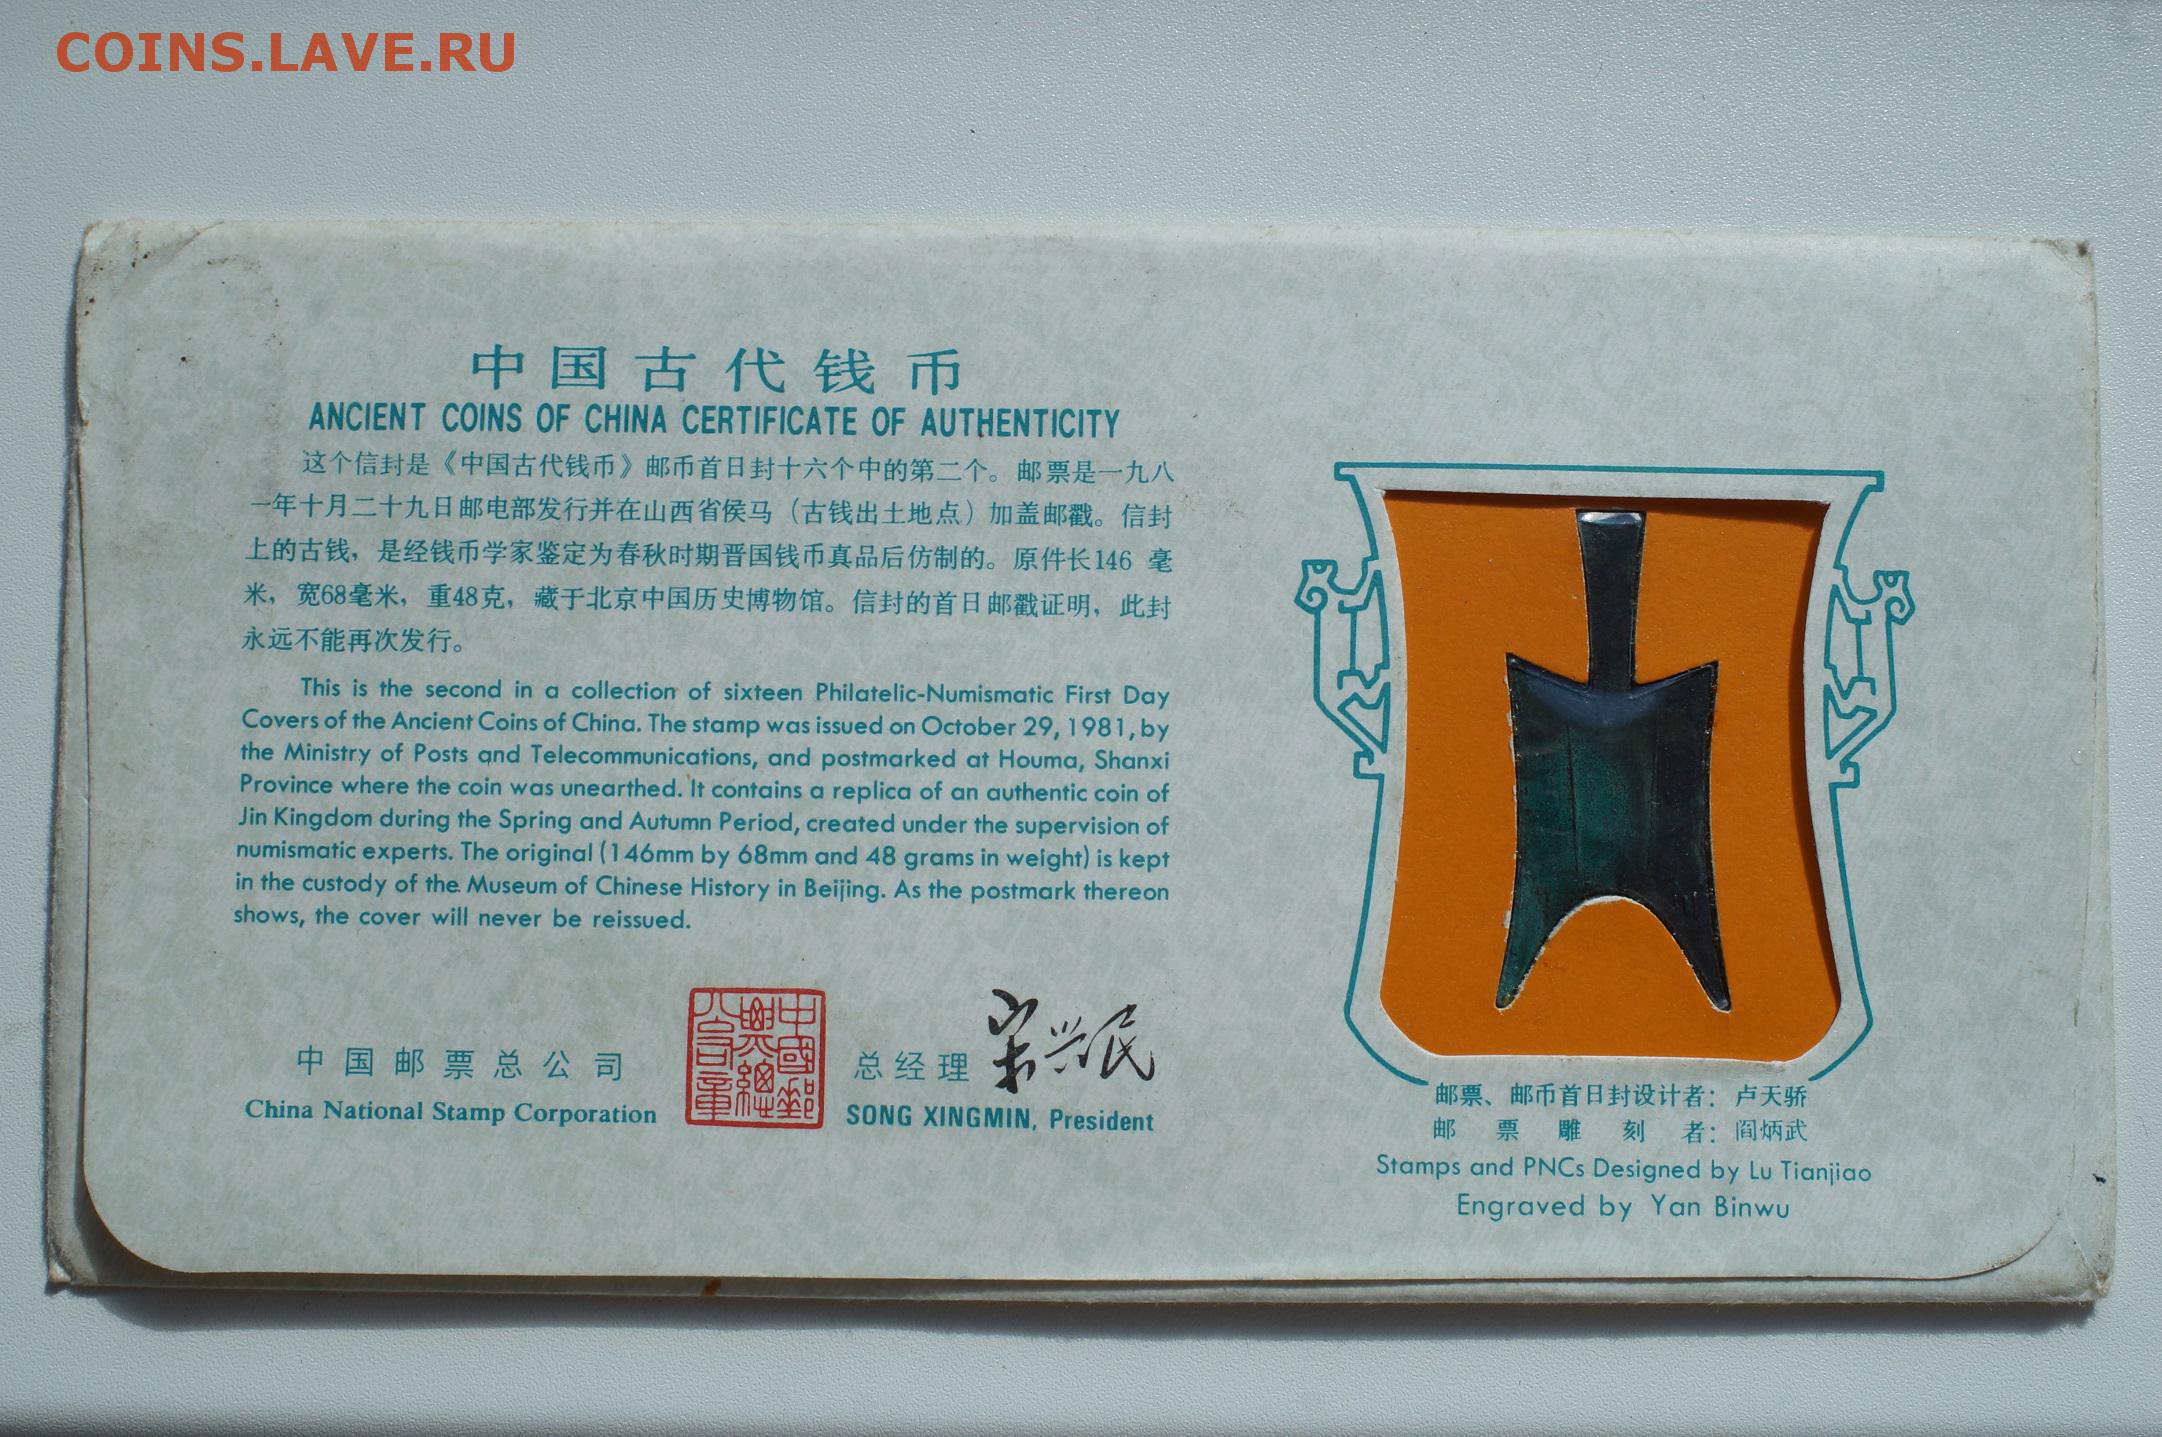 COINS.LAVE.RU
中国古代钱币
ANCIENT COINS OF CHINA CERTIFICATE OF AUTHENTICITY
这个信封是《中国古代钱币》邮币首日封十六个中的第二个。邮票是一九八
一年十月二十九日邮电部发行并在山西省侯马（古钱出土地点）加盖邮戳。信封
上的古钱，是经钱币学家鉴定为春秋时期晋国钱币真品后仿制的。原件长146 毫
米，宽68毫米，重48克，藏于北京中国历史博物馆。信封的首日邮戳证明，此封
永远不能再次发行。
This is the second in a collection of sixteen Philatelic-Numismatic First Day
Covers of the Ancient Coins of China. The stamp was issued on October 29, 1981, by
the Ministry of Posts and Telecommunications, and postmarked at Houma, Shanxi
Province where the coin was unearthed. It contains a replica of an authentic coin of
Jin Kingdom during the Spring and Autumn Period, created under the supervision of
numismatic experts. The original (146mm by 68mm and 48 grams in weight) is kept
in the custody of the Museum of Chinese History in Beijing. As the postmark thereon
shows, the cover will never be reissued.
中国邮票总公司
China National Stamp Corporation
中國郵
票總
公司章
总经理 宋兴民
SONG XINGMIN, President
邮票、邮币首日封设计者：卢天骄
邮票雕刻者：阎炳武
Stamps and PNCs Designed by Lu Tianjiao
Engraved by Yan Binwu